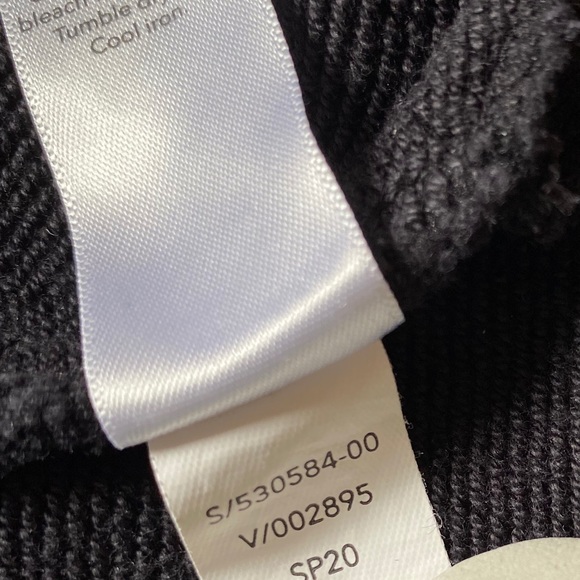 bleach
Tumble dry
Cool iron.
S/530584-00
V/002895
SP20